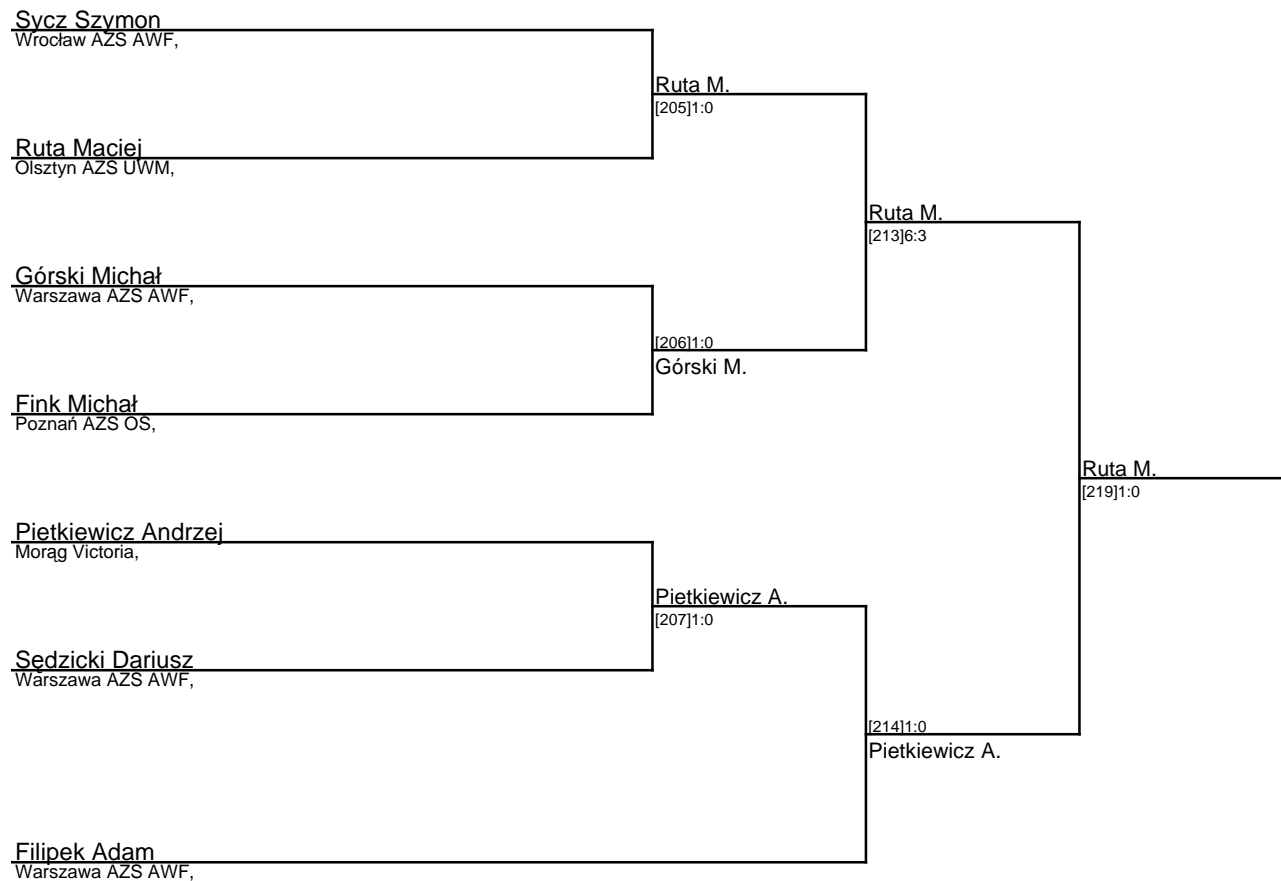 Sycz Szymon
Wrocław AZS AWF,
Ruta M.
[205]1:0
Ruta Maciej
Olsztyn AZS UWM,
Ruta M.
[213]6:3
Górski Michał
Warszawa AZS AWF,
[206]1:0
Górski M.
Fink Michał
Poznań AZS OŚ,
Ruta M.
[219]1:0
Pietkiewicz Andrzej
Morąg Victoria,
Pietkiewicz A.
[207]1:0
Sędzicki Dariusz
Warszawa AZS AWF,
[214]1:0
Pietkiewicz A.
Filipek Adam
Warszawa AZS AWF,